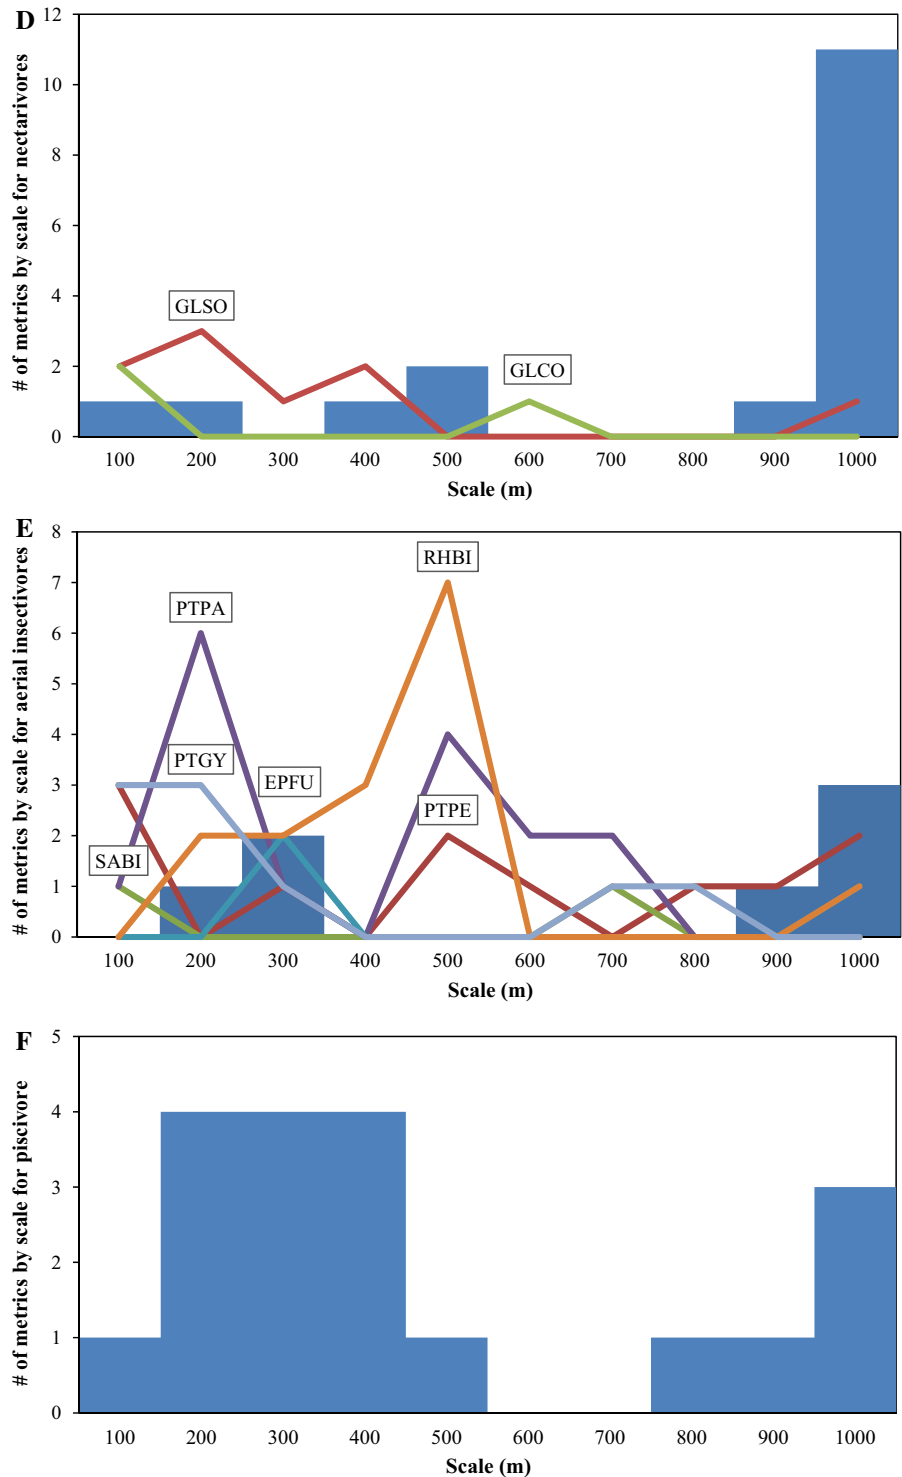 D
# of metrics by scale for nectarivores
12
10
8
6
4
2
0
GLSO
GLCO
100 200 300 400 500 600 700 800 900 1000
Scale (m)
E
# of metrics by scale for aerial insectivores
8
7
6
5
4
3
2
1
0
RHBI
PTPA
PTGY
EPFU
PTPE
SABI
100 200 300 400 500 600 700 800 900 1000
Scale (m)
F
# of metrics by scale for piscivore
5
4
3
2
1
0
100 200 300 400 500 600 700 800 900 1000
Scale (m)